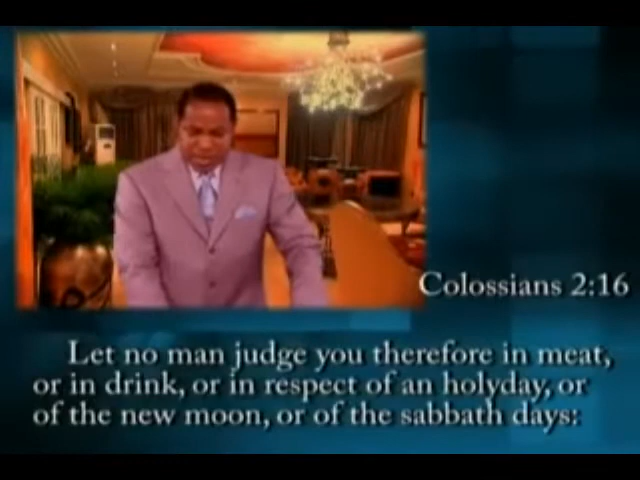 Colossians 2:16
Let no man judge you therefore in meat,
or in drink, or in respect of an holyday, or
of the new moon, or of the sabbath days: